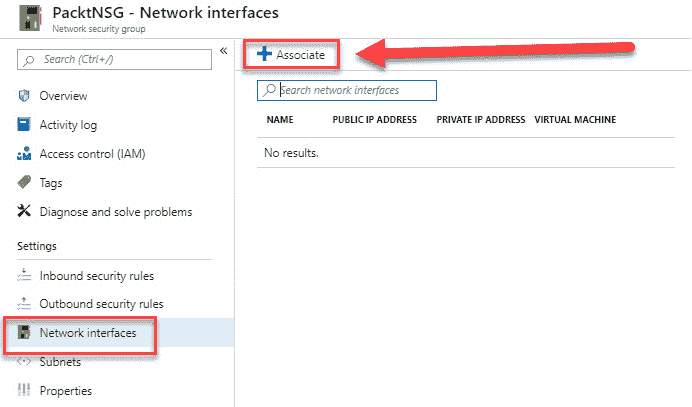 PacktNSG - Network interfaces
Network security group
Search (Ctrl+/)
«
Overview
Activity log
Access control (IAM)
Tags
Diagnose and solve problems
Settings
Inbound security rules
Outbound security rules
Network interfaces
Subnets
Properties
Associate
Search network interfaces
NAME PUBLIC IP ADDRESS PRIVATE IP ADDRESS VIRTUAL MACHINE
No results.